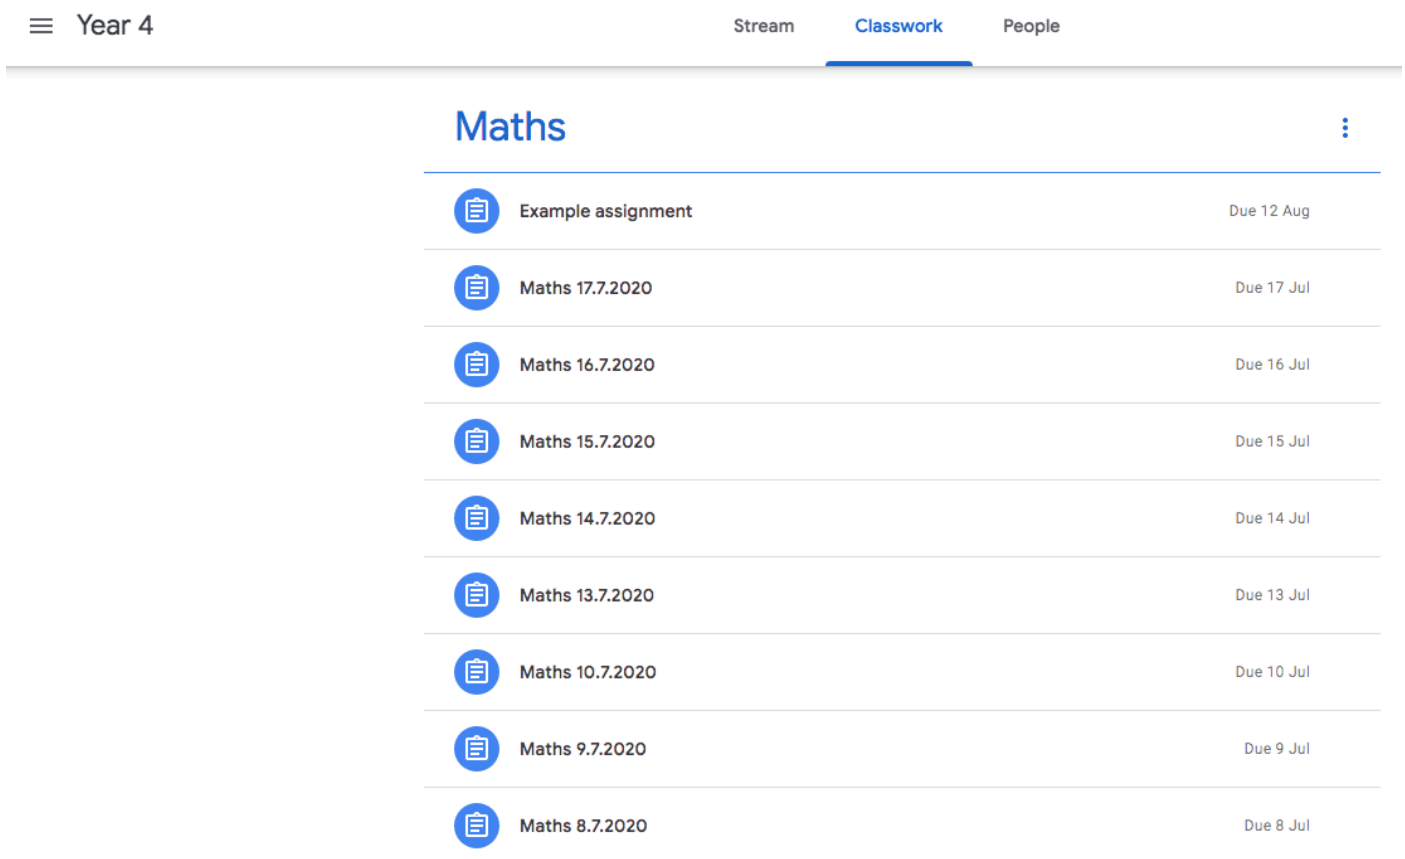 Year 4
Stream Classwork People
Maths
Example assignment Due 12 Aug
Maths 17.7.2020 Due 17 Jul
Maths 16.7.2020 Due 16 Jul
Maths 15.7.2020 Due 15 Jul
Maths 14.7.2020 Due 14 Jul
Maths 13.7.2020 Due 13 Jul
Maths 10.7.2020 Due 10 Jul
Maths 9.7.2020 Due 9 Jul
Maths 8.7.2020 Due 8 Jul